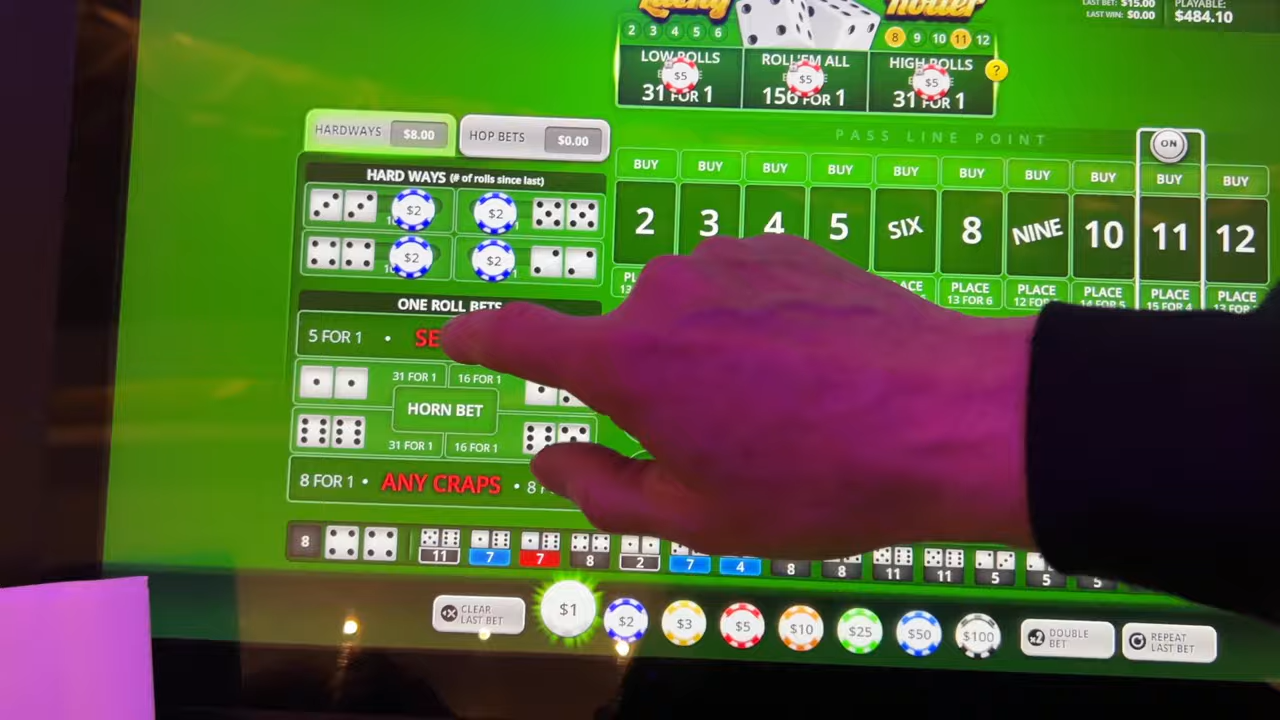 LAST BET: $15.00
LAST WIN: $0.00
PLAYABLE:
$484.10
2 3 4 5 6
8 9 10 11 12
LOW ROLLS
$5
31 FOR 1
ROLL'EM ALL
$5
156 FOR 1
HIGH ROLLS
$5
31 FOR 1
?
HARDWAYS $8.00
HOP BETS $0.00
PASS LINE POINT
ON
HARD WAYS (# of rolls since last)
$2 $2
$2 $2
BUY BUY BUY BUY BUY BUY BUY BUY BUY BUY
2 3 4 5 SIX 8 NINE 10 11 12
PLACE PLACE PLACE PLACE PLACE
13 FOR 6 12 FOR 14 FOR 5 15 FOR 4
ONE ROLL BETS
5 FOR 1 • SE
31 FOR 1 16 FOR 1
HORN BET
31 FOR 1 16 FOR 1
8 FOR 1 • ANY CRAPS • 8
8 11 7 7 8 2 7 4 8 8 11 11 5 5 5
CLEAR
LAST BET
$1 $2 $3 $5 $10 $25 $50 $100
x2 DOUBLE
BET
REPEAT
LAST BET